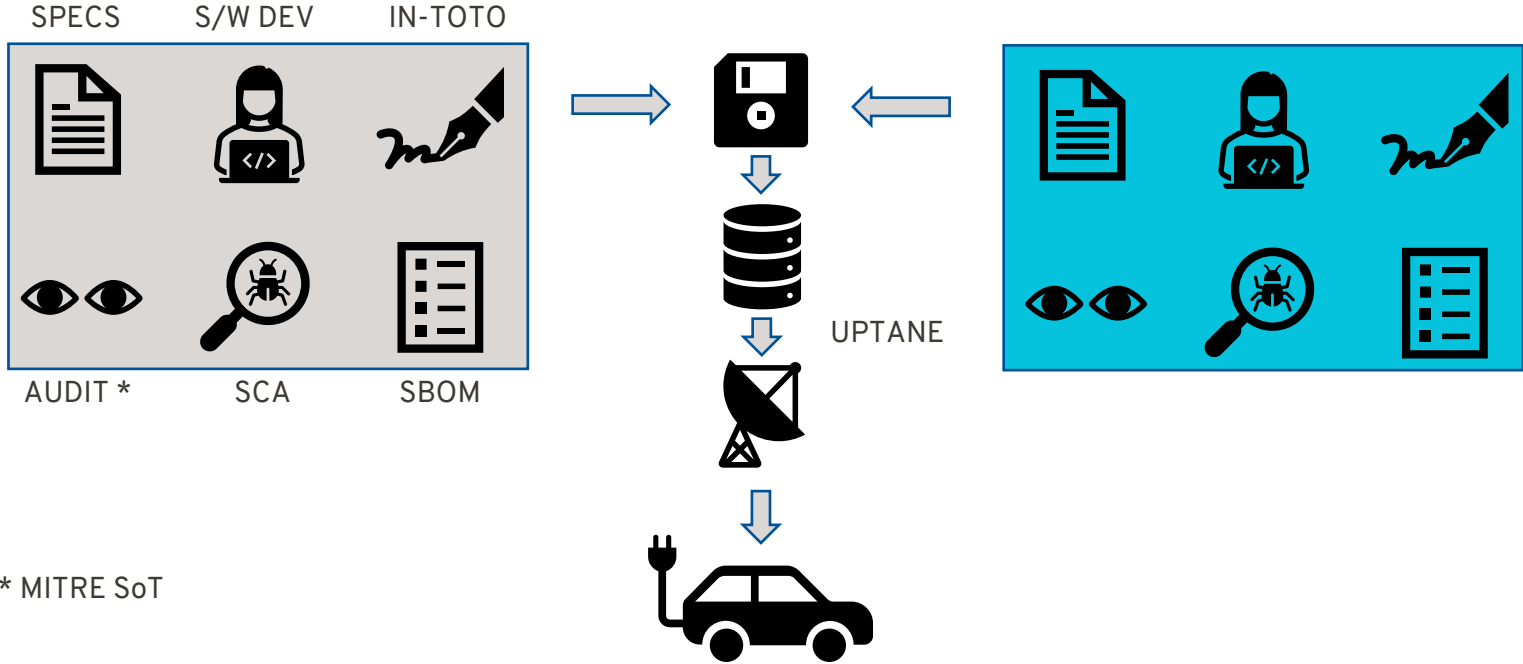 SPECS S/W DEV IN-TOTO
</>
</>
UPTANE
AUDIT * SCA SBOM
* MITRE SoT